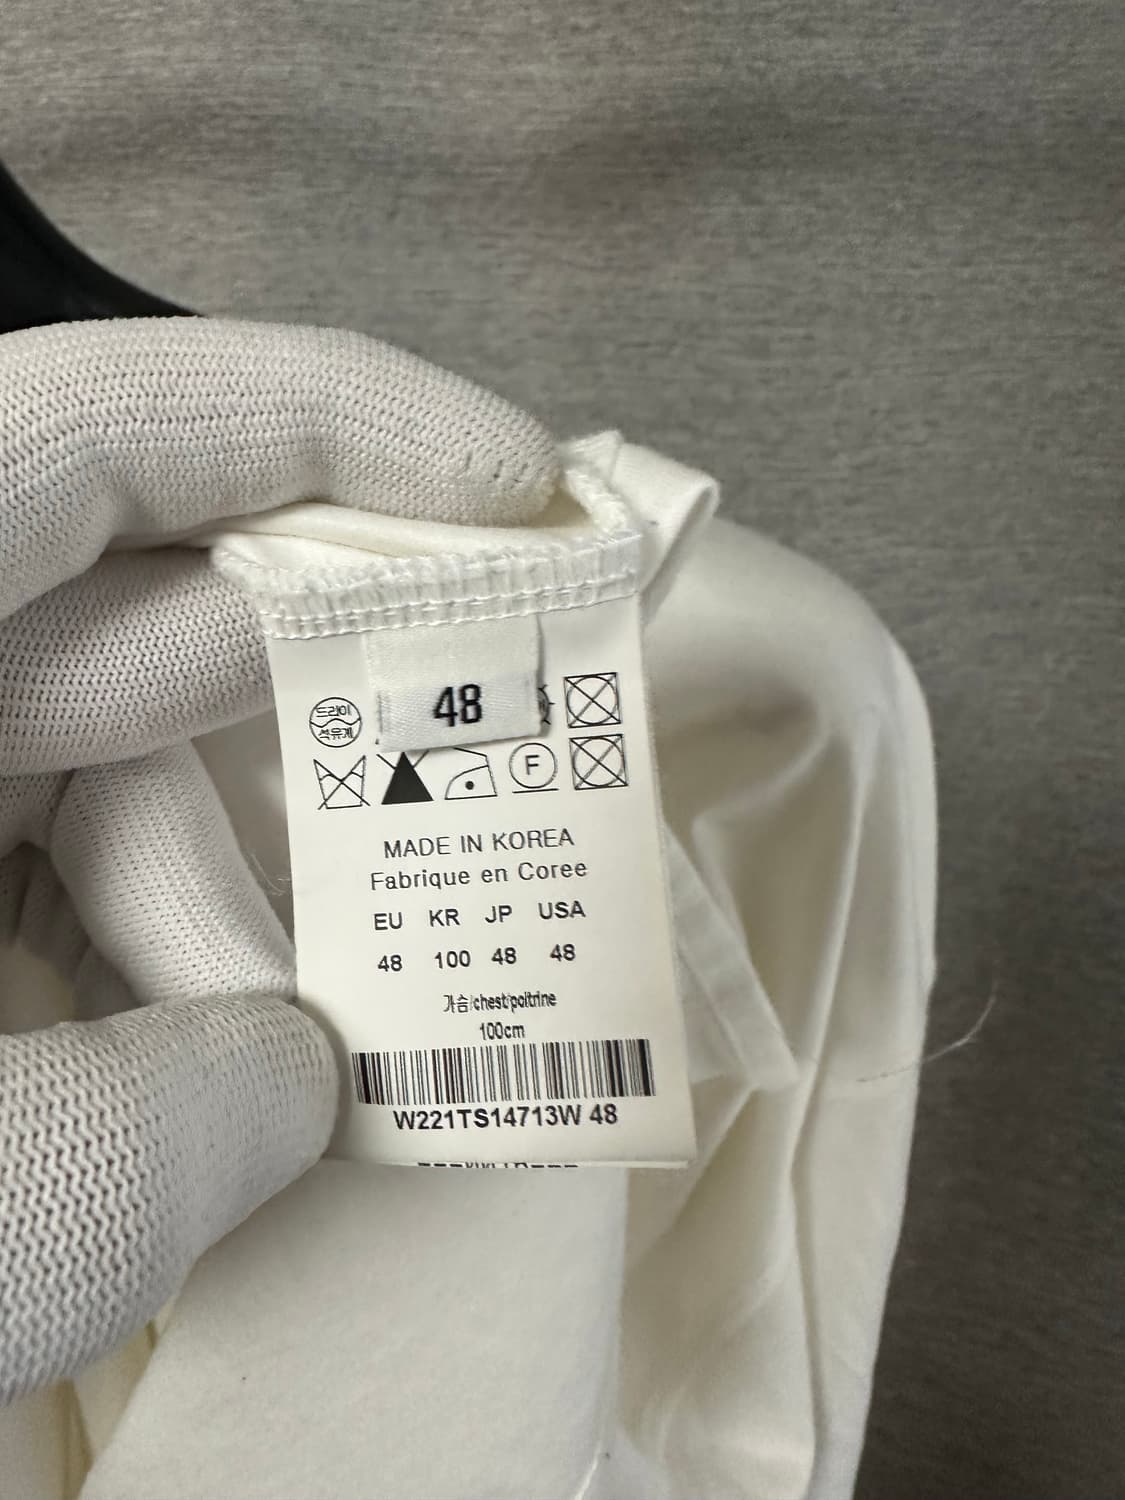 48
드라이
석유계
F
MADE IN KOREA
Fabrique en Coree
EU KR JP USA
48 100 48 48
가슴/chest/poitrine
100cm
W221TS14713W 48